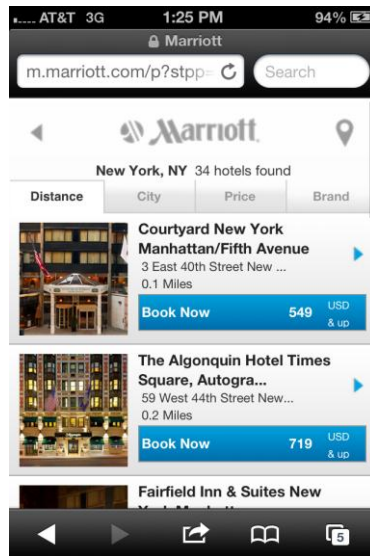 AT&T 3G 1:25 PM 94%
Marriott
m.marriott.com/p?stpp= Search
Marriott
New York, NY 34 hotels found
Distance City Price Brand
Courtyard New York
Manhattan/Fifth Avenue
3 East 40th Street New ...
0.1 Miles
Book Now 549 USD
& up
The Algonquin Hotel Times
Square, Autogra...
59 West 44th Street New...
0.2 Miles
Book Now 719 USD
& up
Fairfield Inn & Suites New
5